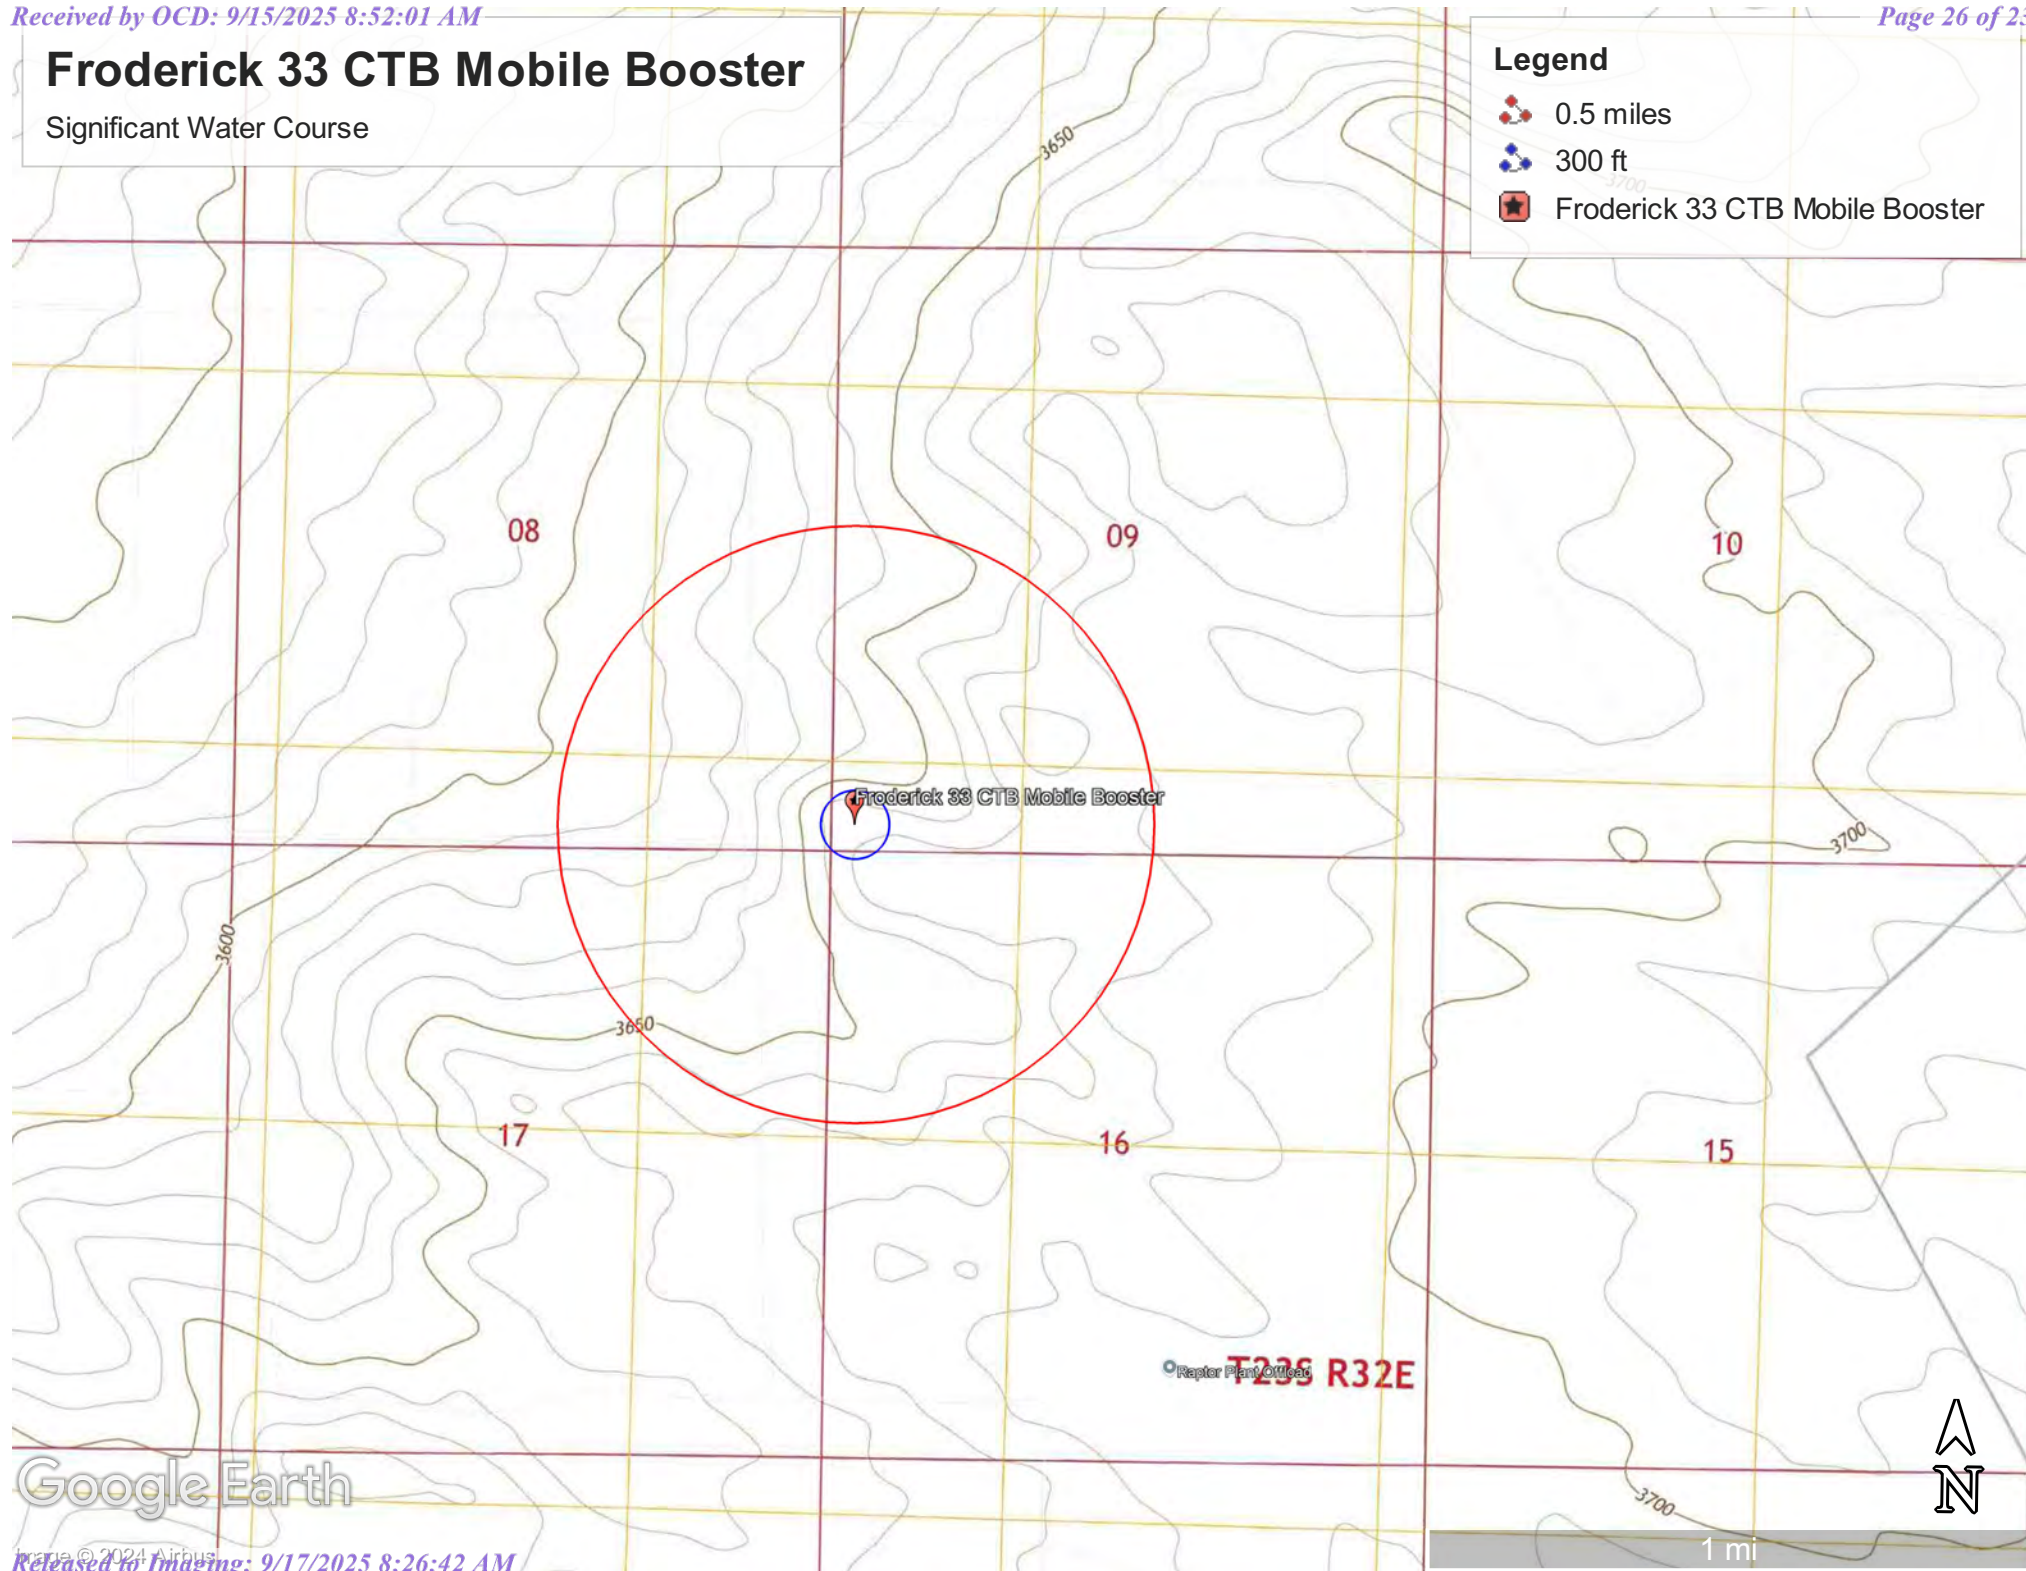 Received by OCD: 9/15/2025 8:52:01 AM
Page 26 of 23
Froderick 33 CTB Mobile Booster
Significant Water Course
Legend
0.5 miles
300 ft
Froderick 33 CTB Mobile Booster
3700
3650
08
09
10
Froderick 33 CTB Mobile Booster
3700
3600
3650
17
16
15
Raptor Plant Offload
T23S R32E
Google Earth
N
3700
1 mi
Image © 2024 Airbus
Released to Imaging: 9/17/2025 8:26:42 AM